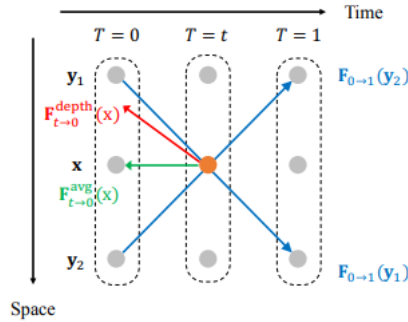 Time
T = 0 T = t T = 1
y₁ F₀→₁(y₂)
F^depth_t→0(x)
x
F^avg_t→0(x)
y₂ F₀→₁(y₁)
Space